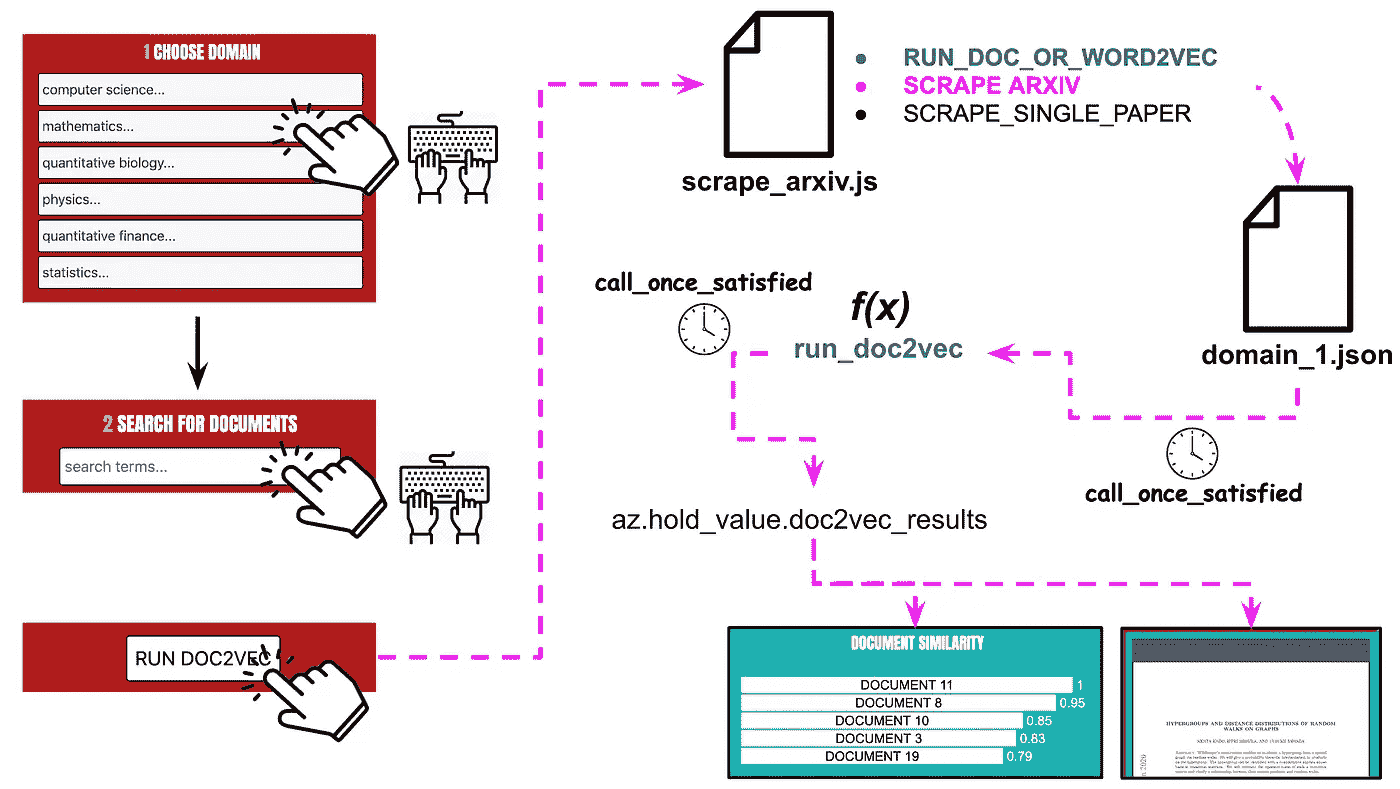 1 CHOOSE DOMAIN
computer science...
mathematics...
quantitative biology...
physics...
quantitative finance...
statistics...
2 SEARCH FOR DOCUMENTS
search terms...
RUN DOC2VEC
scrape_arxiv.js
RUN_DOC_OR_WORD2VEC
SCRAPE ARXIV
SCRAPE_SINGLE_PAPER
domain_1.json
call_once_satisfied
f(x)
run_doc2vec
call_once_satisfied
az.hold_value.doc2vec_results
DOCUMENT SIMILARITY
DOCUMENT 11 1
DOCUMENT 8 0.95
DOCUMENT 10 0.85
DOCUMENT 3 0.83
DOCUMENT 19 0.79
HYPERGROUPS AND DISTANCE DISTRIBUTIONS OF RANDOM
WALKS ON GRAPHS